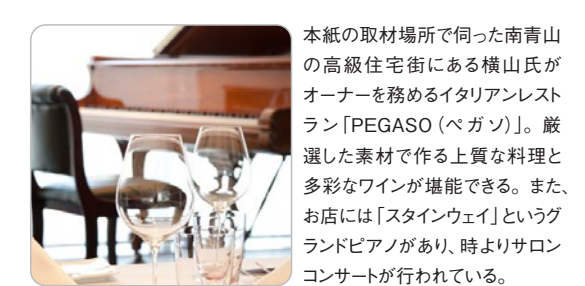 本紙の取材場所で伺った南青山
の高級住宅街にある横山氏が
オーナーを務めるイタリアンレスト
ラン「PEGASO（ペガソ）」。厳
選した素材で作る上質な料理と
多彩なワインが堪能できる。また、
お店には「スタインウェイ」というグ
ランドピアノがあり、時よりサロン
コンサートが行われている。